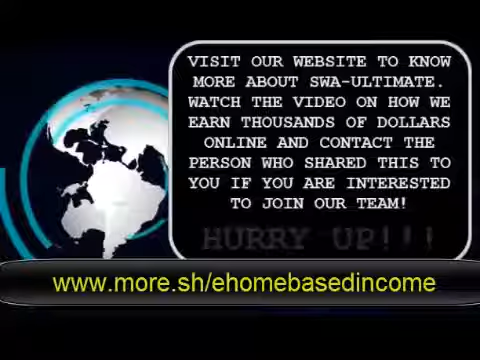 VISIT OUR WEBSITE TO KNOW
MORE ABOUT SWA-ULTIMATE.
WATCH THE VIDEO ON HOW WE
EARN THOUSANDS OF DOLLARS
ONLINE AND CONTACT THE
PERSON WHO SHARED THIS TO
YOU IF YOU ARE INTERESTED
TO JOIN OUR TEAM!
HURRY UP!!!
www.more.sh/ehomebasedincome